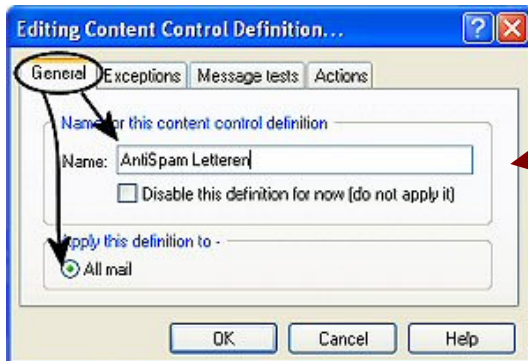 Editing Content Control Definition...
General Exceptions Message tests Actions
Name for this content control definition
Name: AntiSpam Letteren
Disable this definition for now (do not apply it)
Apply this definition to -
All mail
OK Cancel Help